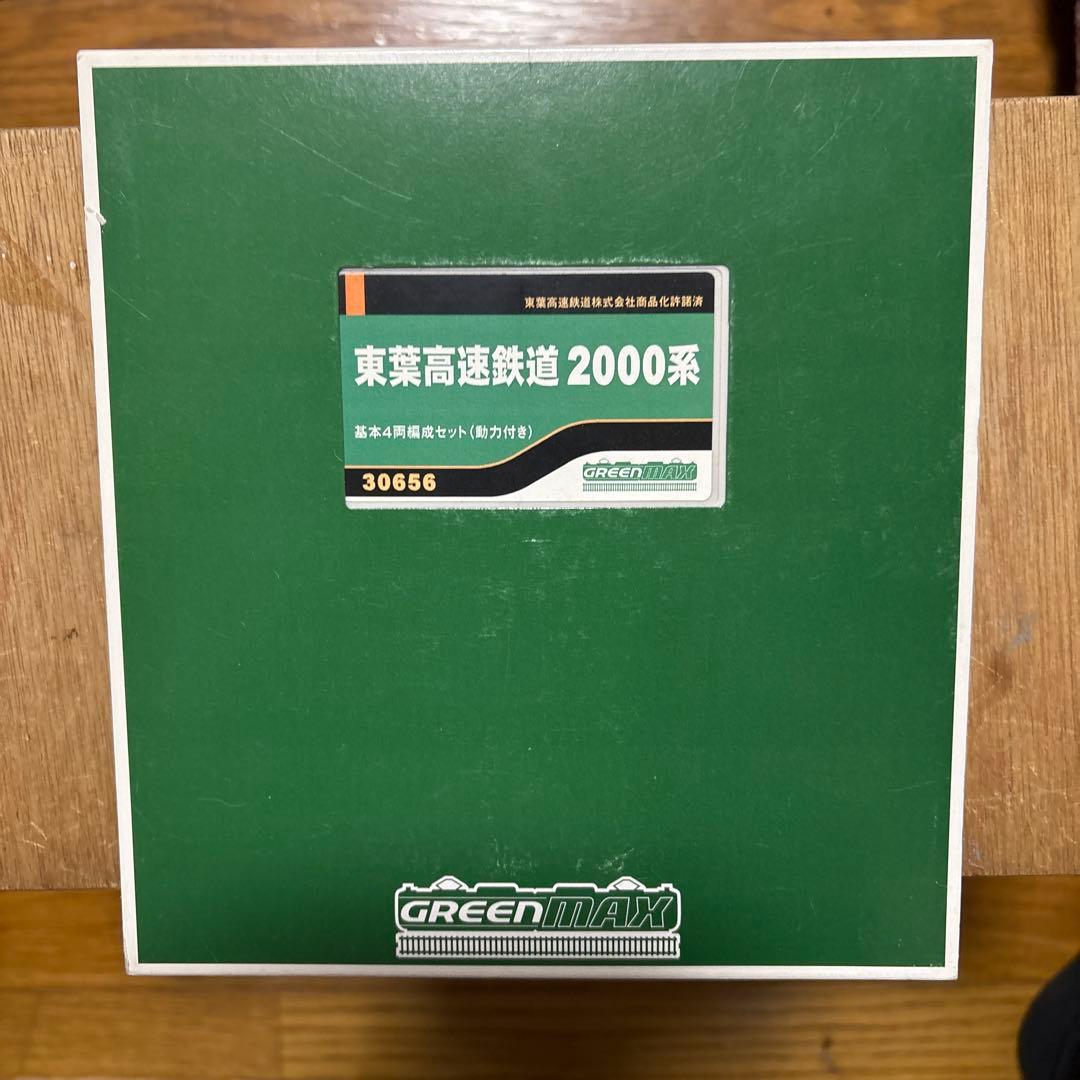 東葉高速鉄道株式会社商品化許諾済
東葉高速鉄道 2000系
基本4両編成セット(動力付き)
30656
GREENMAX
GREENMAX